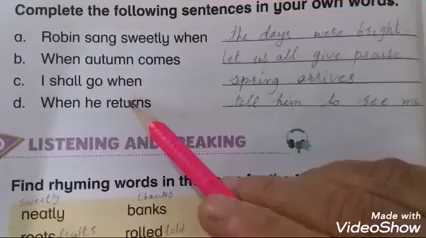 Complete the following sentences in your own words.
a. Robin sang sweetly when the days were bright.
b. When autumn comes let us all give praise
c. I shall go when spring arrives
d. When he returns tell him to see me
LISTENING AND SPEAKING
Find rhyming words in th
sweetly thanks
neatly banks
roots fruits rolled told
Made with
VideoShow